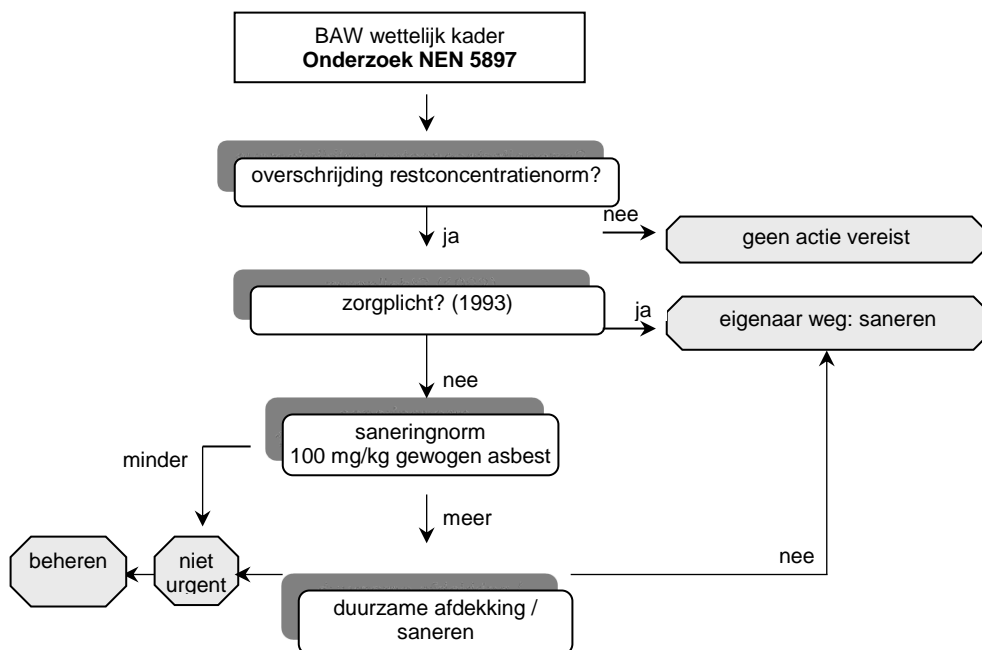 BAW wettelijk kader
Onderzoek NEN 5897
overschrijding restconcentratienorm?
nee
ja
geen actie vereist
zorgplicht? (1993)
ja
eigenaar weg: saneren
nee
saneringnorm
100 mg/kg gewogen asbest
minder
meer
beheren
niet
urgent
nee
duurzame afdekking /
saneren